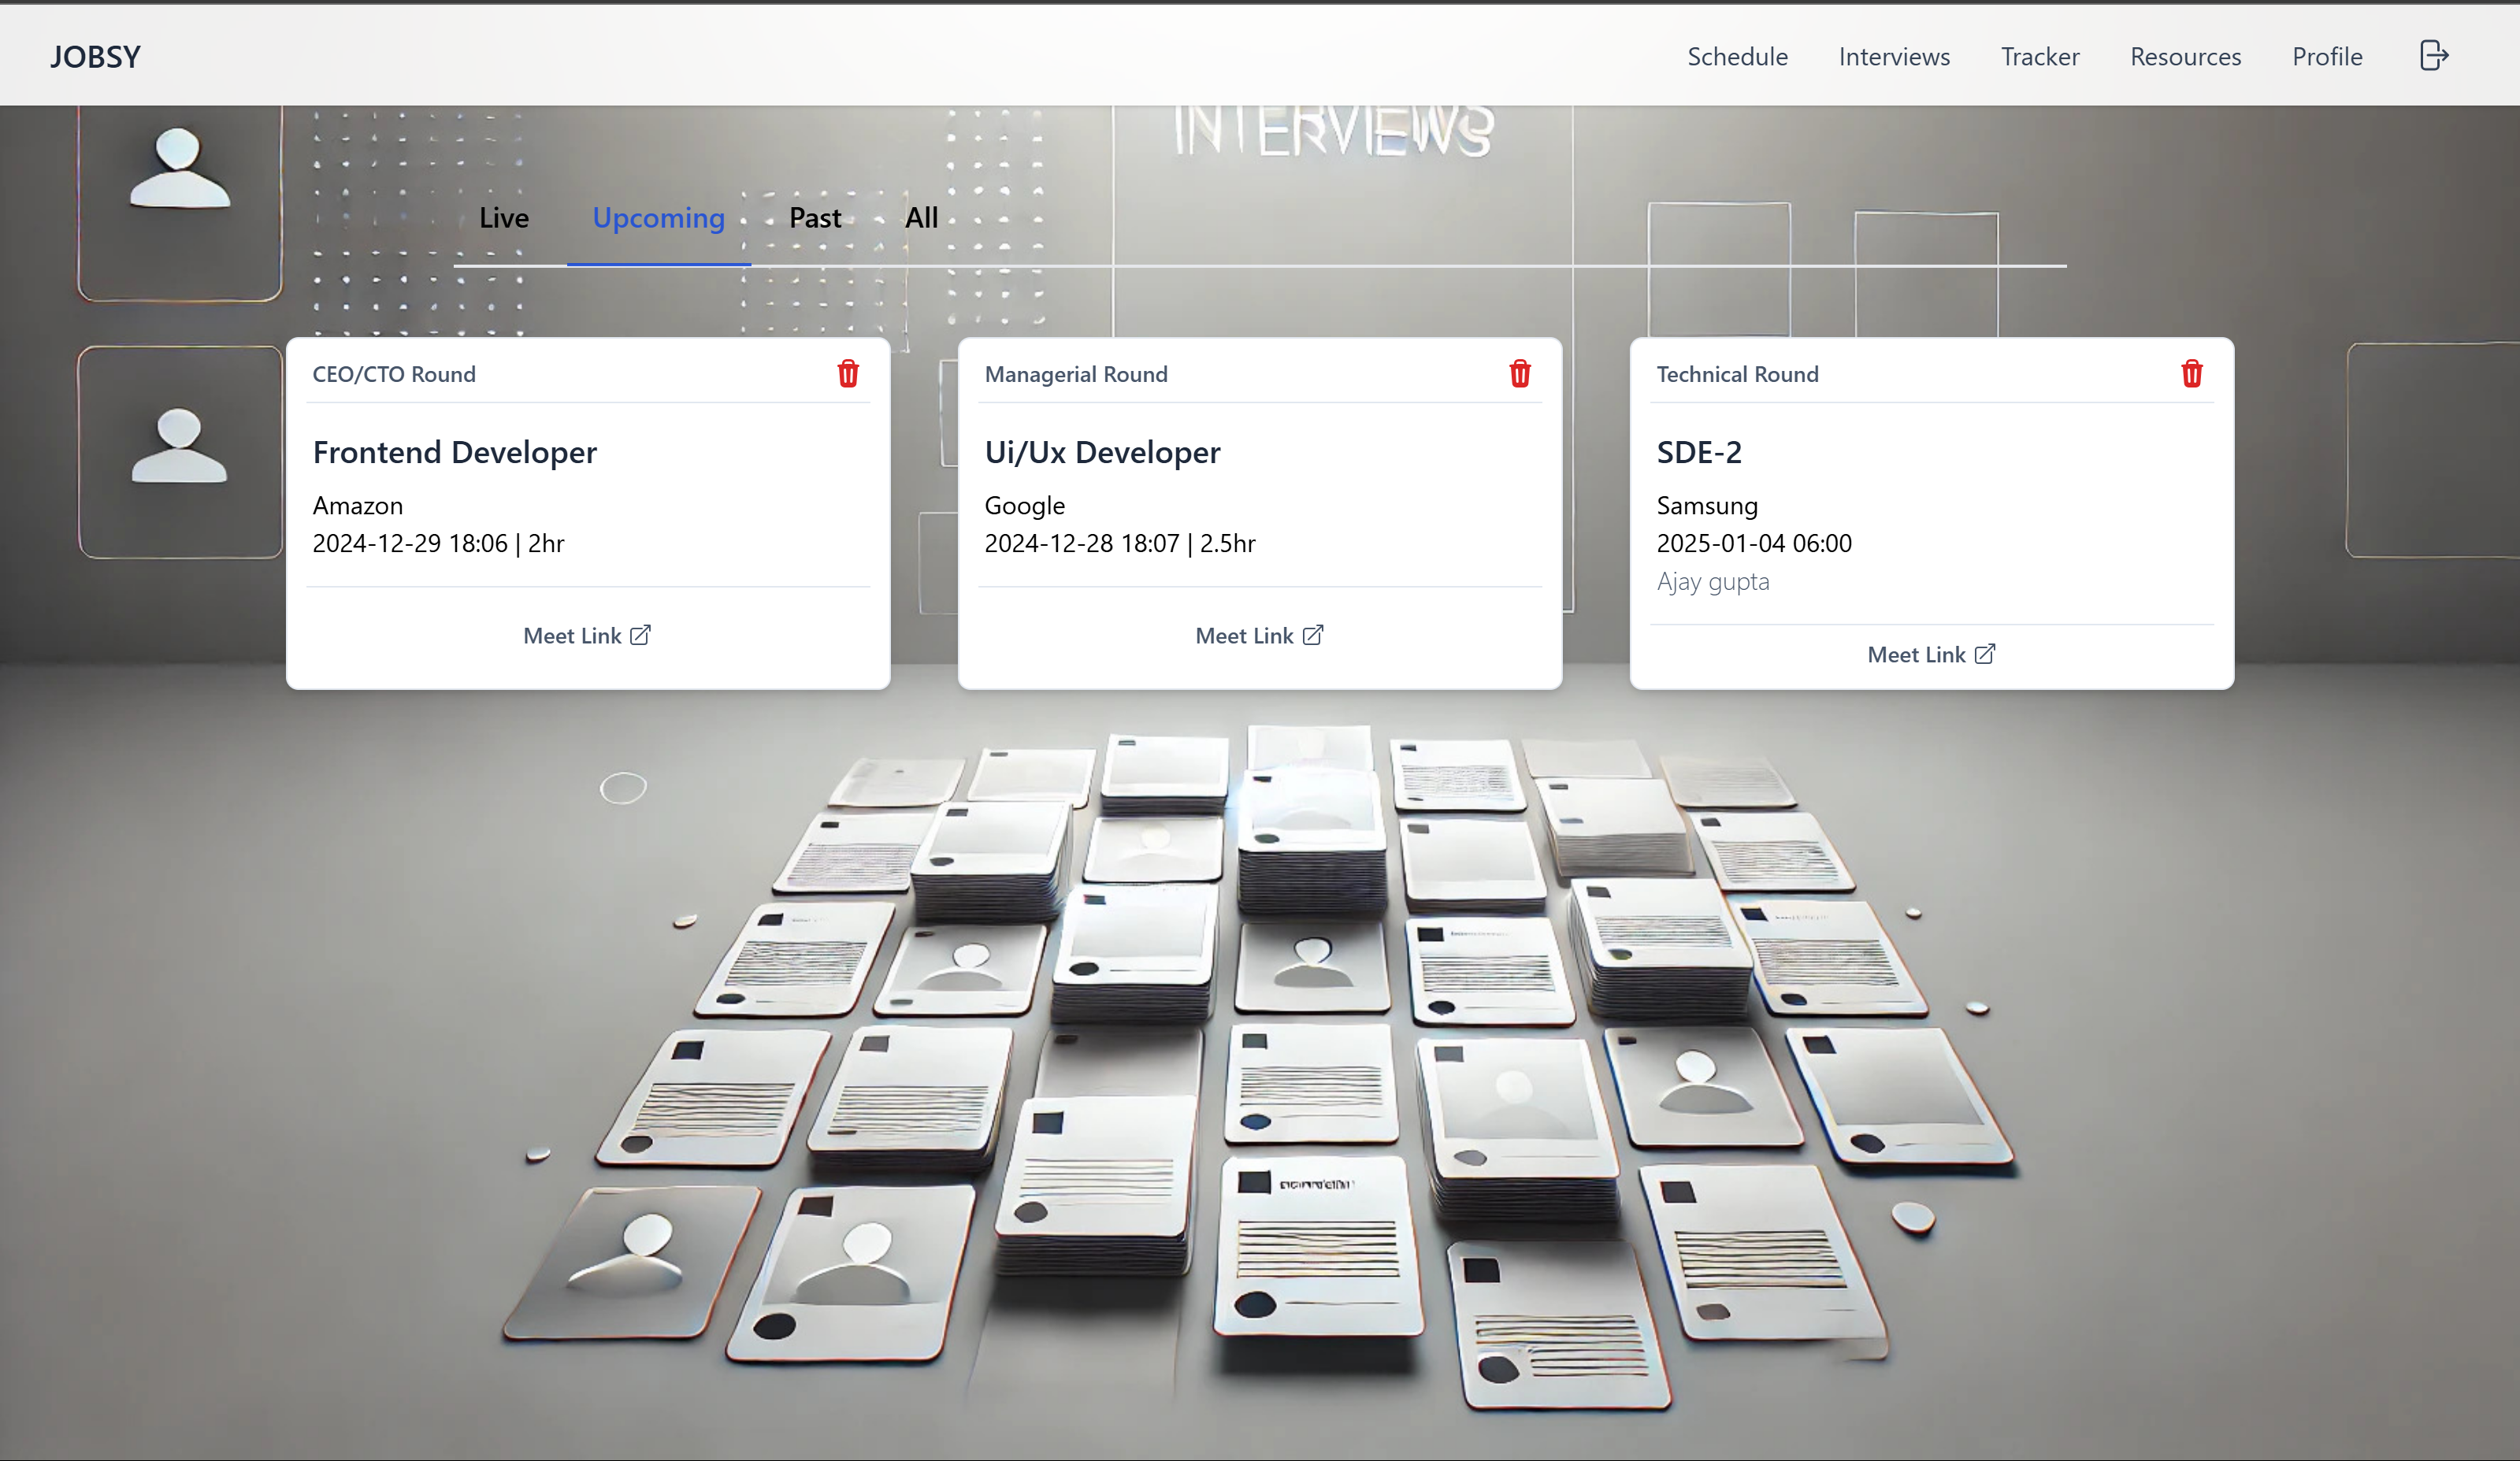 JOBSY
Schedule Interviews Tracker Resources Profile
INTERVIEWS
Live Upcoming Past All
CEO/CTO Round
Frontend Developer
Amazon
2024-12-29 18:06 | 2hr
Meet Link
Managerial Round
Ui/Ux Developer
Google
2024-12-28 18:07 | 2.5hr
Meet Link
Technical Round
SDE-2
Samsung
2025-01-04 06:00
Ajay gupta
Meet Link